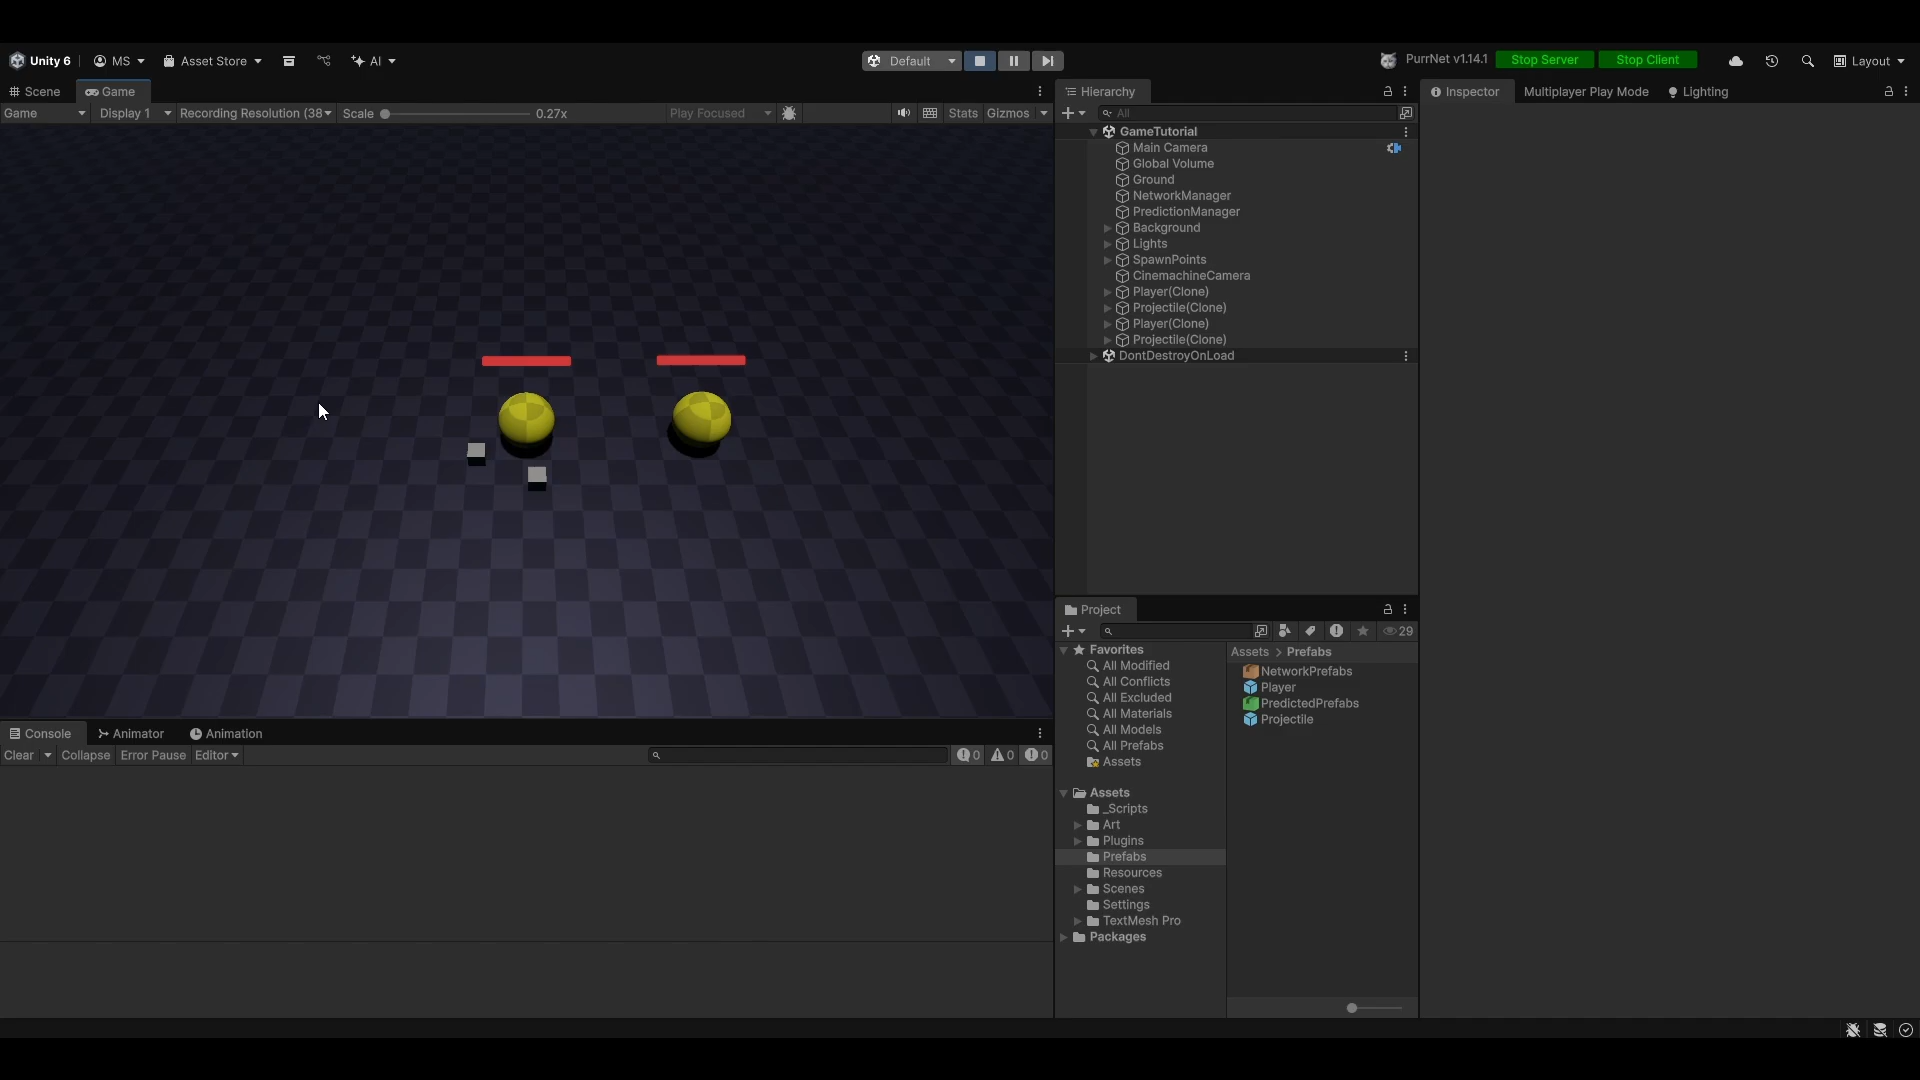 Unity 6
MS
Asset Store
AI
Default
PurrNet v1.14.1
Stop Server
Stop Client
Layout
Scene
Game
Hierarchy
Inspector
Multiplayer Play Mode
Lighting
Game
Display 1
Recording Resolution (38
Scale
0.27x
Play Focused
Stats
Gizmos
All
GameTutorial
Main Camera
Global Volume
Ground
NetworkManager
PredictionManager
Background
Lights
SpawnPoints
CinemachineCamera
Player(Clone)
Projectile(Clone)
Player(Clone)
Projectile(Clone)
DontDestroyOnLoad
Project
29
Favorites
All Modified
All Conflicts
All Excluded
All Materials
All Models
All Prefabs
Assets
Assets
_Scripts
Art
Plugins
Prefabs
Resources
Scenes
Settings
TextMesh Pro
Packages
Assets > Prefabs
NetworkPrefabs
Player
PredictedPrefabs
Projectile
Console
Animator
Animation
Clear
Collapse
Error Pause
Editor
0
0
0